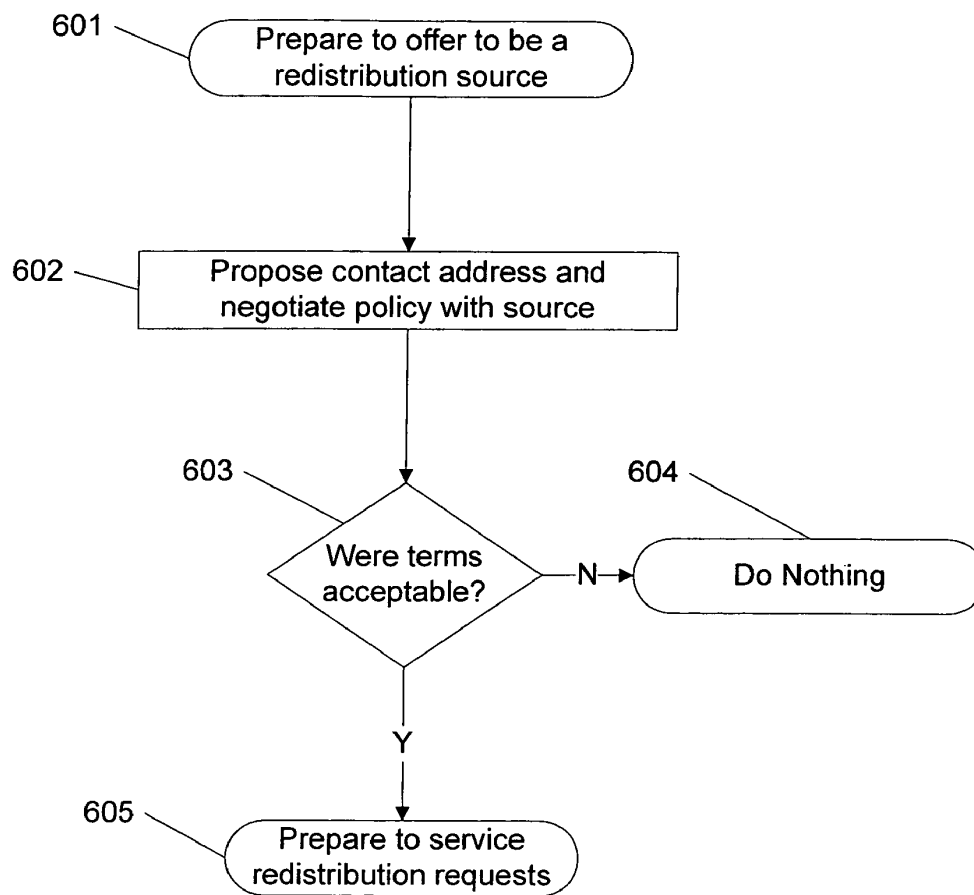 601
Prepare to offer to be a
redistribution source
602
Propose contact address and
negotiate policy with source
603
Were terms
acceptable?
N
604
Do Nothing
Y
605
Prepare to service
redistribution requests